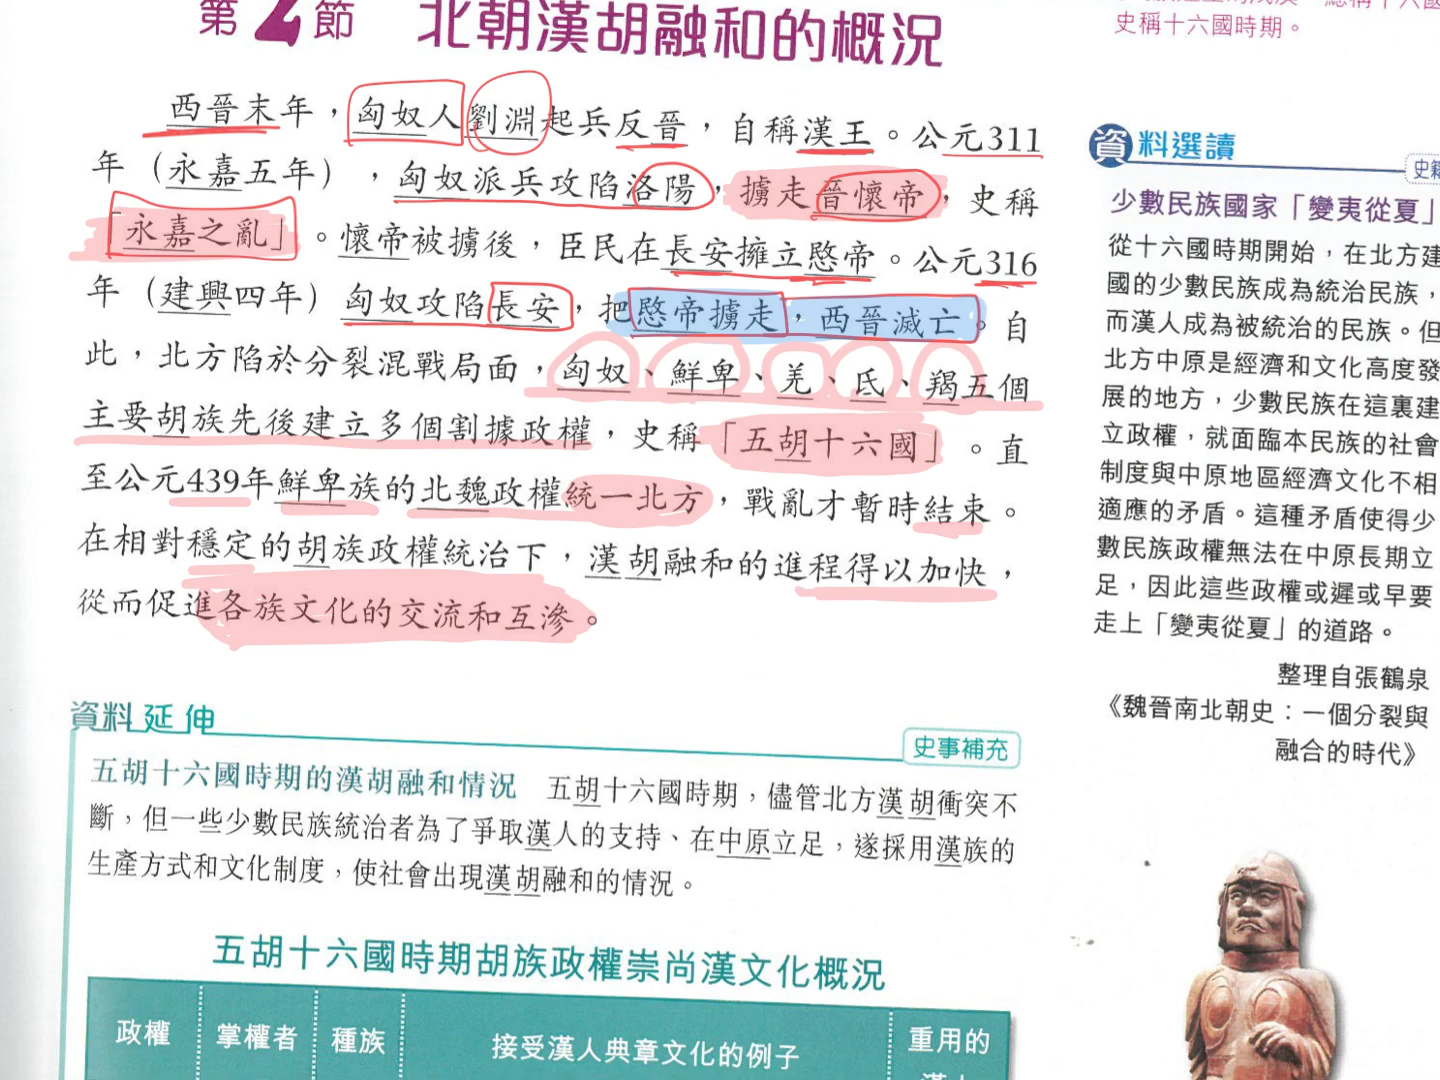 第2節 北朝漢胡融和的概況
西晉末年，匈奴人劉淵起兵反晉，自稱漢王。公元311
年（永嘉五年），匈奴派兵攻陷洛陽，擄走晉懷帝，史稱
「永嘉之亂」。懷帝被擄後，臣民在長安擁立愍帝。公元316
年（建興四年）匈奴攻陷長安，把愍帝擄走，西晉滅亡。自
此，北方陷於分裂混戰局面，匈奴、鮮卑、羌、氐、羯五個
主要胡族先後建立多個割據政權，史稱「五胡十六國」。直
至公元439年鮮卑族的北魏政權統一北方，戰亂才暫時結束。
在相對穩定的胡族政權統治下，漢胡融和的進程得以加快，
從而促進各族文化的交流和互滲。
資料延伸
史事補充
五胡十六國時期的漢胡融和情況 五胡十六國時期，儘管北方漢胡衝突不
斷，但一些少數民族統治者為了爭取漢人的支持、在中原立足，遂採用漢族的
生產方式和文化制度，使社會出現漢胡融和的情況。
五胡十六國時期胡族政權崇尚漢文化概況
政權 掌權者 種族 接受漢人典章文化的例子 重用的
史稱十六國時期。
資料選讀
史籍
少數民族國家「變夷從夏」
從十六國時期開始，在北方建
國的少數民族成為統治民族，
而漢人成為被統治的民族。但
北方中原是經濟和文化高度發
展的地方，少數民族在這裏建
立政權，就面臨本民族的社會
制度與中原地區經濟文化不相
適應的矛盾。這種矛盾使得少
數民族政權無法在中原長期立
足，因此這些政權或遲或早要
走上「變夷從夏」的道路。
整理自張鶴泉
《魏晉南北朝史：一個分裂與
融合的時代》